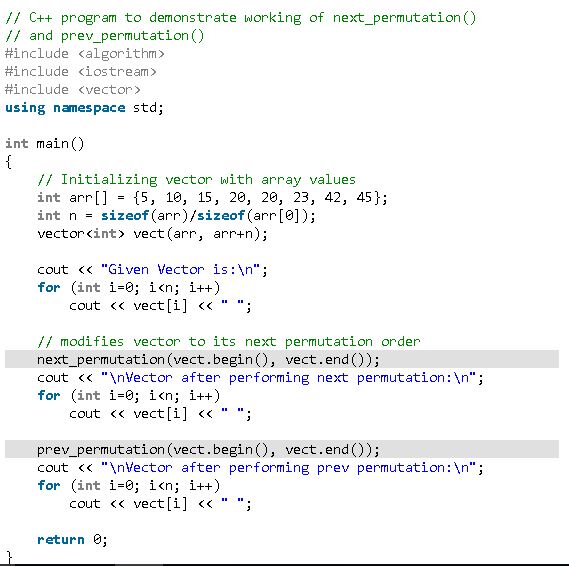 // C++ program to demonstrate working of next_permutation()
// and prev_permutation()
#include <algorithm>
#include <iostream>
#include <vector>
using namespace std;

int main()
{
    // Initializing vector with array values
    int arr[] = {5, 10, 15, 20, 20, 23, 42, 45};
    int n = sizeof(arr)/sizeof(arr[0]);
    vector<int> vect(arr, arr+n);

    cout << "Given Vector is:\n";
    for (int i=0; i<n; i++)
        cout << vect[i] << " ";

    // modifies vector to its next permutation order
    next_permutation(vect.begin(), vect.end());
    cout << "\nVector after performing next permutation:\n";
    for (int i=0; i<n; i++)
        cout << vect[i] << " ";

    prev_permutation(vect.begin(), vect.end());
    cout << "\nVector after performing prev permutation:\n";
    for (int i=0; i<n; i++)
        cout << vect[i] << " ";

    return 0;
}